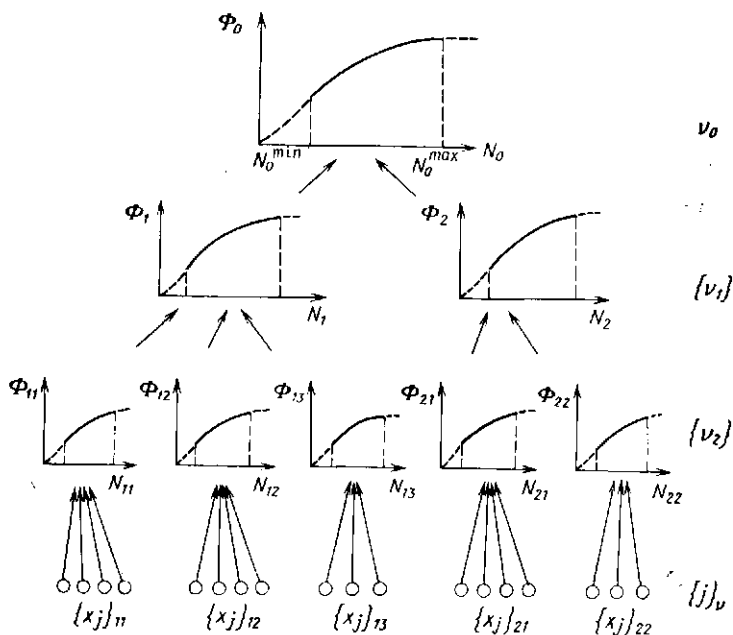 Φ₀
N₀ᵐⁱⁿ N₀ᵐᵃˣ N₀
ν₀
Φ₁ Φ₂
N₁ N₂
{ν₁}
Φ₁₁ Φ₁₂ Φ₁₃ Φ₂₁ Φ₂₂
{ν₂}
N₁₁ N₁₂ N₁₃ N₂₁ N₂₂
{j}ᵥ
{xⱼ}₁₁ {xⱼ}₁₂ {xⱼ}₁₃ {xⱼ}₂₁ {xⱼ}₂₂